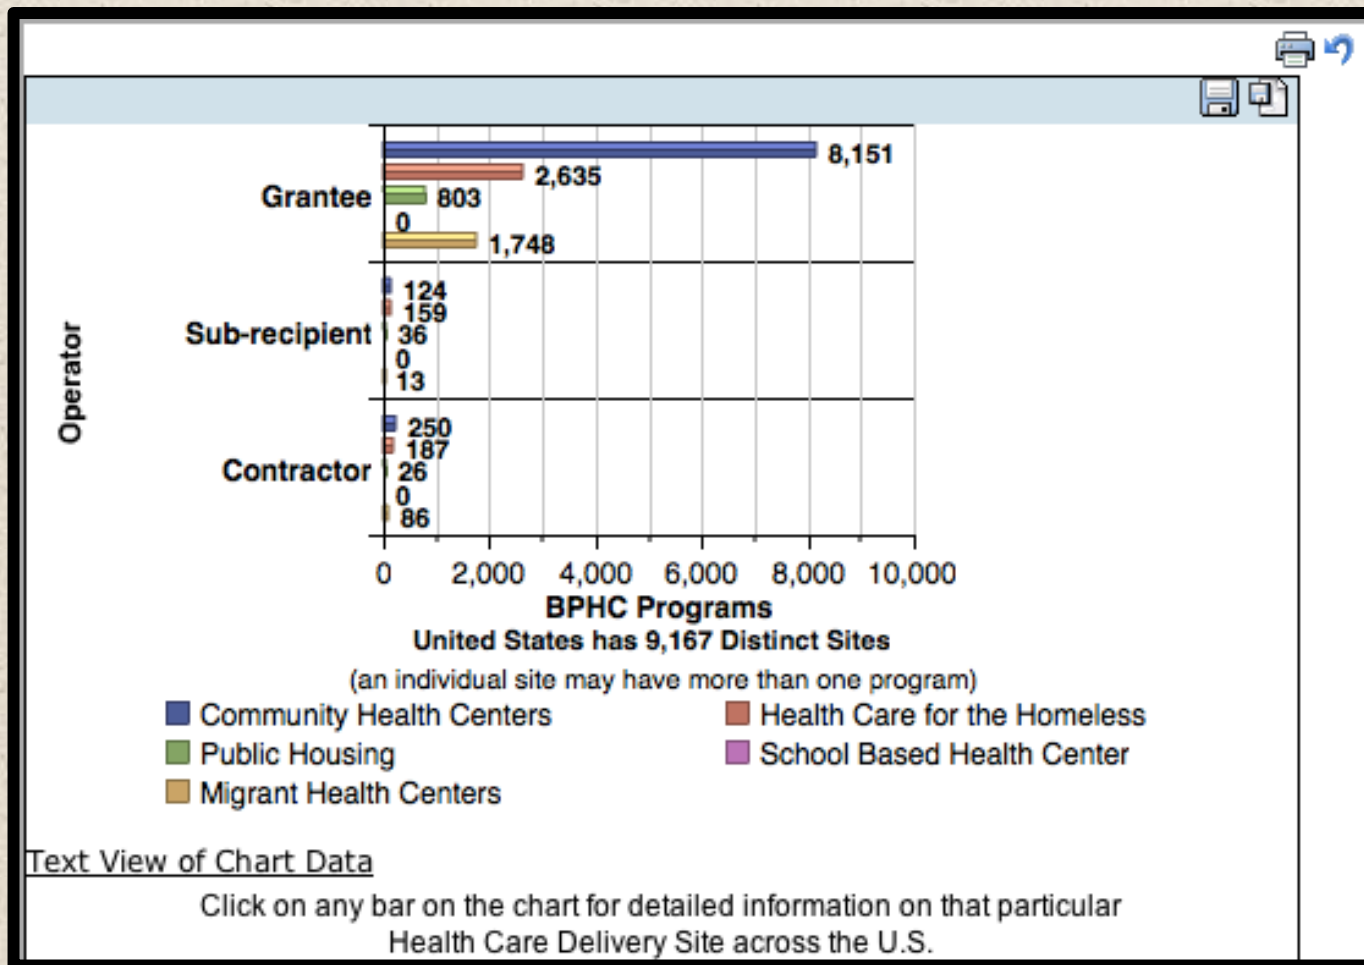 8,151
2,635
Grantee
803
0
1,748
124
159
Sub-recipient
36
0
13
Operator
250
187
Contractor
26
0
86
0 2,000 4,000 6,000 8,000 10,000
BPHC Programs
United States has 9,167 Distinct Sites
(an individual site may have more than one program)
Community Health Centers Health Care for the Homeless
Public Housing School Based Health Center
Migrant Health Centers
Text View of Chart Data
Click on any bar on the chart for detailed information on that particular
Health Care Delivery Site across the U.S.